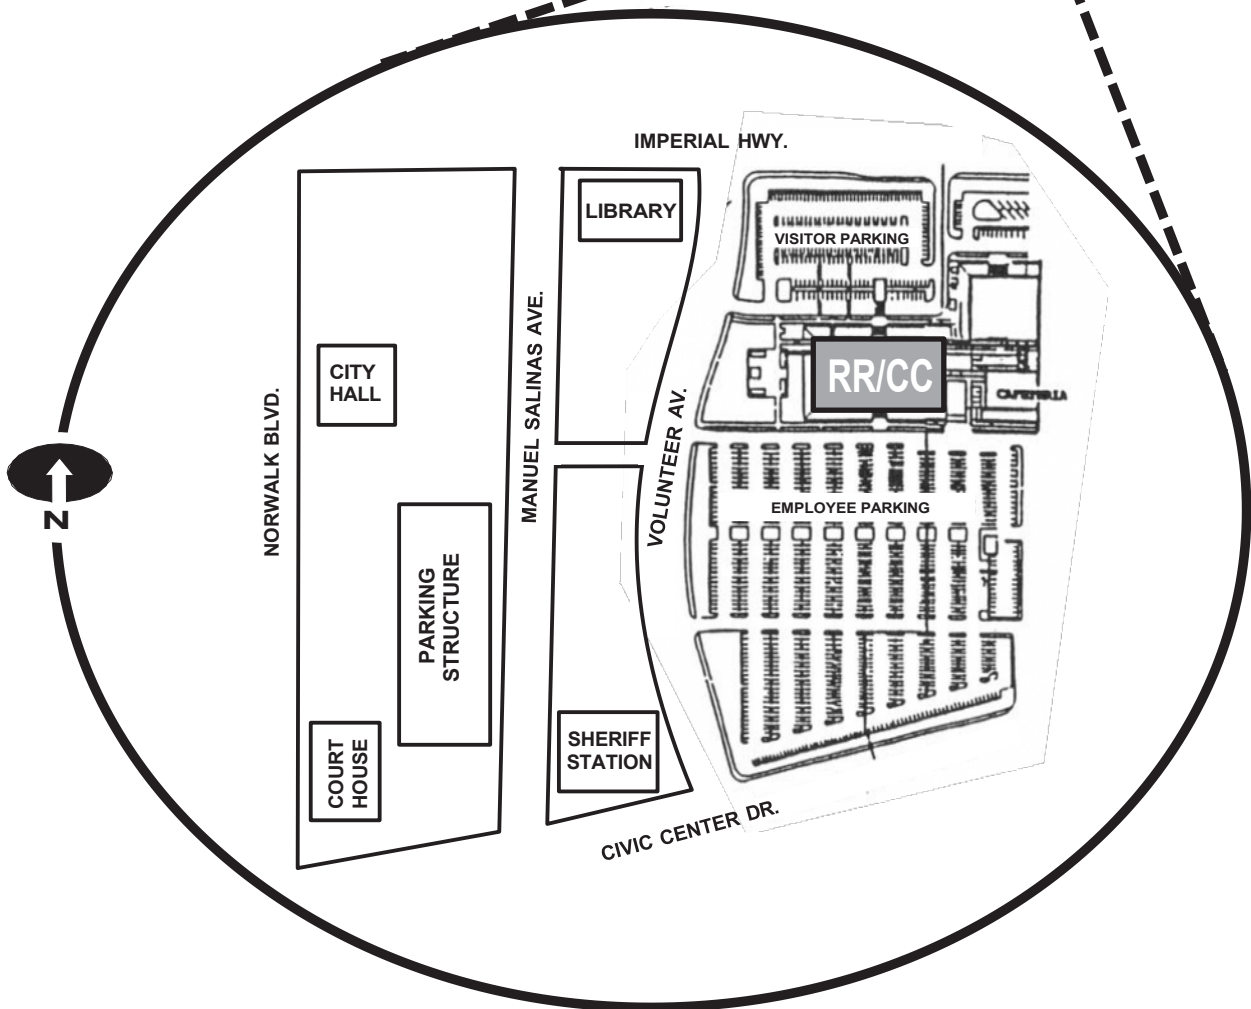 IMPERIAL HWY.
LIBRARY
VISITOR PARKING
CITY
HALL
RR/CC
NORWALK BLVD.
MANUEL SALINAS AVE.
VOLUNTEER AV.
N
EMPLOYEE PARKING
PARKING
STRUCTURE
COURT
HOUSE
SHERIFF
STATION
CIVIC CENTER DR.